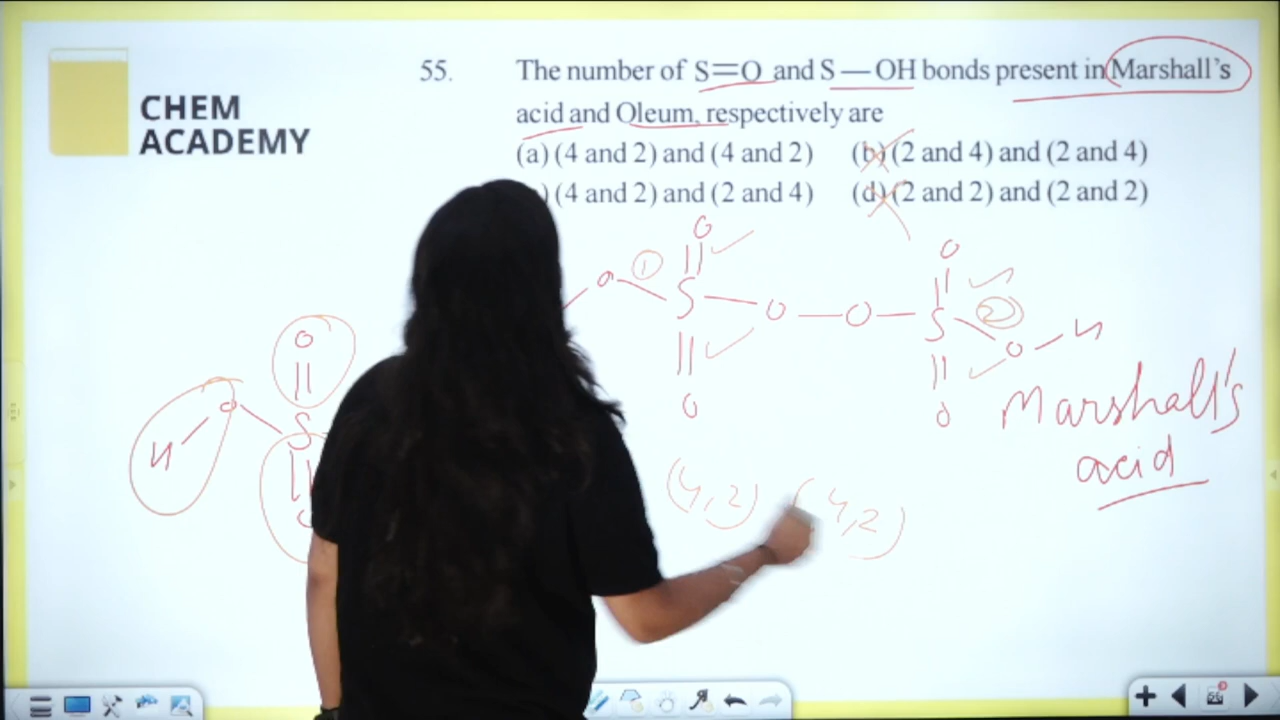 CHEM
ACADEMY
55. The number of S=O and S—OH bonds present in Marshall's
acid and Oleum, respectively are
(a) (4 and 2) and (4 and 2) (b) (2 and 4) and (2 and 4)
) (4 and 2) and (2 and 4) (d) (2 and 2) and (2 and 2)
O O
O ① S O O S ② O H
O O
O
H O S
Marshall's
acid
(4,2) (4,2)